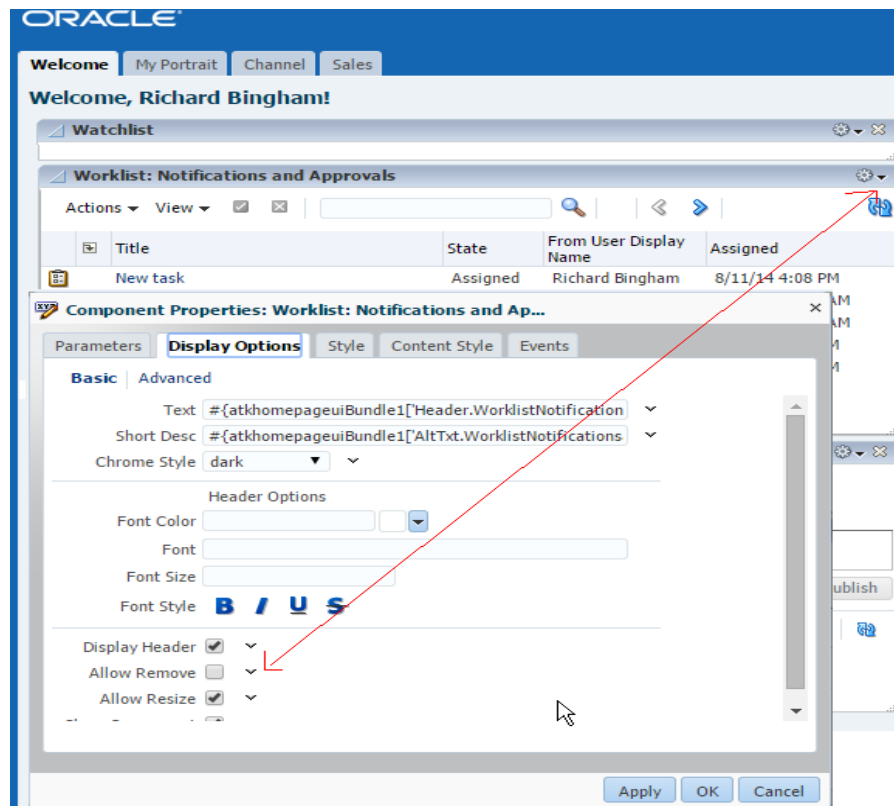 ORACLE
Welcome My Portrait Channel Sales
Welcome, Richard Bingham!
Watchlist
Worklist: Notifications and Approvals
Actions View
Title State From User Display Name Assigned
New task Assigned Richard Bingham 8/11/14 4:08 PM
AM
AM
Component Properties: Worklist: Notifications and Ap...
Parameters Display Options Style Content Style Events
Basic Advanced
Text #{atkhomepageuiBundle1['Header.WorklistNotification
Short Desc #{atkhomepageuiBundle1['AltTxt.WorklistNotifications
Chrome Style dark
Header Options
Font Color
Font
Font Size
Font Style B I U S
ublish
Display Header
Allow Remove
Allow Resize
Apply OK Cancel